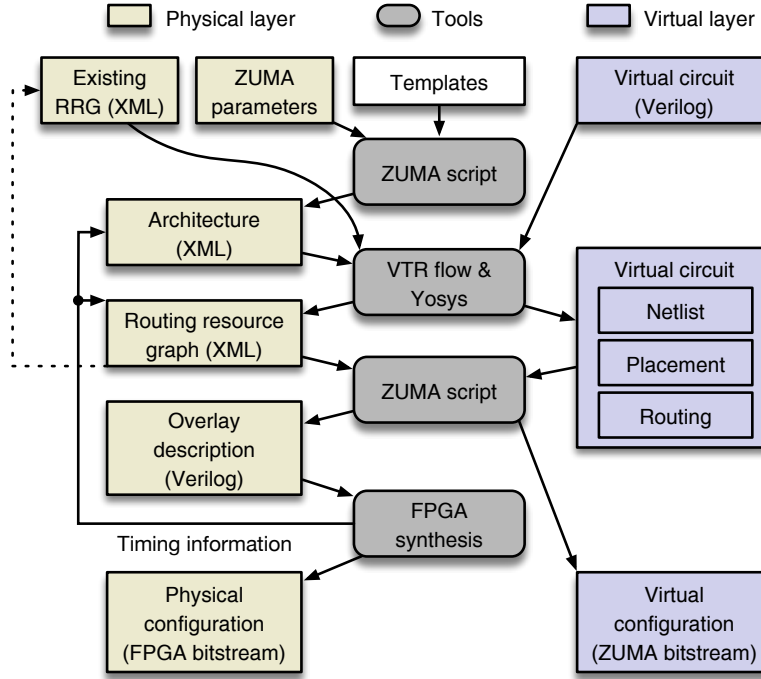 Physical layer
Tools
Virtual layer
Existing
RRG (XML)
ZUMA
parameters
Templates
Virtual circuit
(Verilog)
ZUMA script
Architecture
(XML)
VTR flow &
Yosys
Virtual circuit
Netlist
Placement
Routing
Routing resource
graph (XML)
ZUMA script
Overlay
description
(Verilog)
FPGA
synthesis
Timing information
Physical
configuration
(FPGA bitstream)
Virtual
configuration
(ZUMA bitstream)